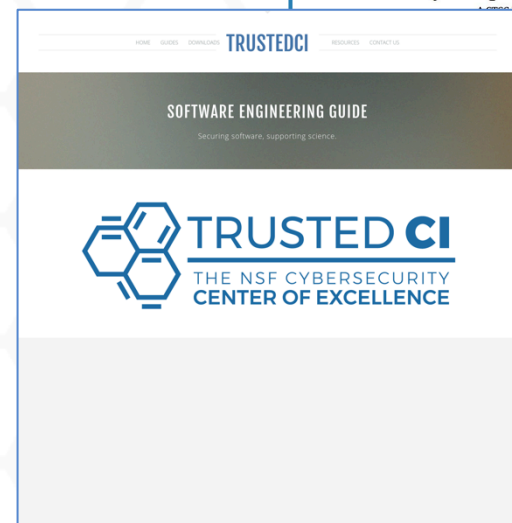 HOME GUIDES DOWNLOADS TRUSTEDCI RESOURCES CONTACT US
SOFTWARE ENGINEERING GUIDE
Securing software, supporting science.
TRUSTED CI
THE NSF CYBERSECURITY
CENTER OF EXCELLENCE